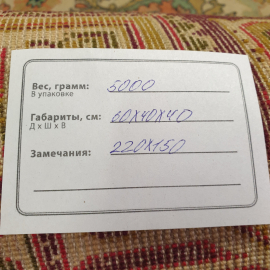 Вес, грамм: 5000
В упаковке
Габариты, см: 60х40х40
Д х Ш х В
Замечания: 220х150